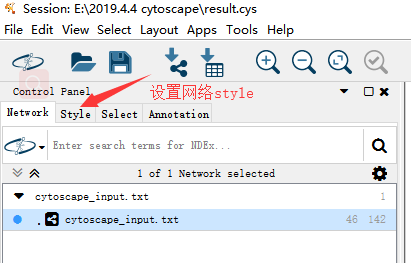 Session: E:\2019.4.4 cytoscape\result.cys
File Edit View Select Layout Apps Tools Help
Control Panel
设置网络style
Network Style Select Annotation
Enter search terms for NDEx...
1 of 1 Network selected
cytoscape_input.txt 1
cytoscape_input.txt 46 142